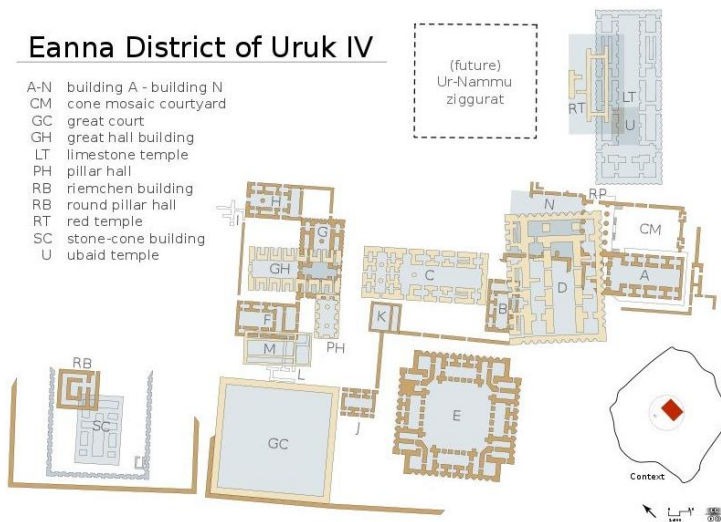 Eanna District of Uruk IV
A-N building A - building N
CM cone mosaic courtyard
GC great court
GH great hall building
LT limestone temple
PH pillar hall
RB riemchen building
RB round pillar hall
RT red temple
SC stone-cone building
U ubaid temple
(future)
Ur-Nammu
ziggurat
RT
LT
U
H
I
G
GH
F
M
PH
L
N
RP
CM
C
D
A
B
K
RB
SC
GC
J
E
Context